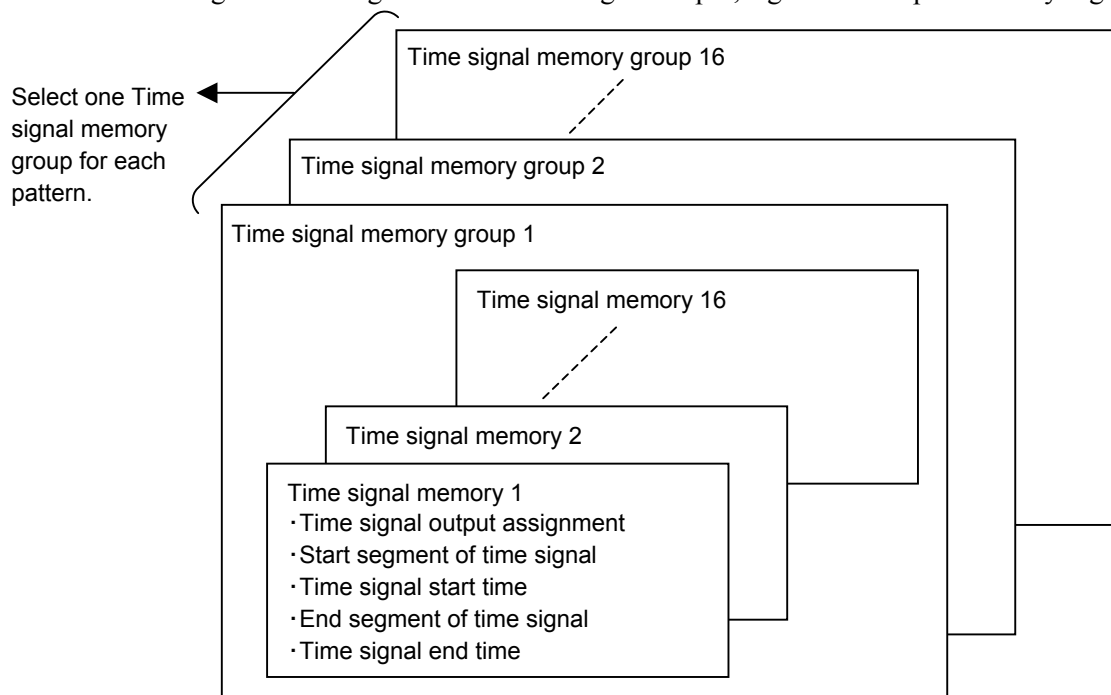 Time signal memory group 16
Select one Time
signal memory
group for each
pattern.
Time signal memory group 2
Time signal memory group 1
Time signal memory 16
Time signal memory 2
Time signal memory 1
·Time signal output assignment
·Start segment of time signal
·Time signal start time
·End segment of time signal
·Time signal end time